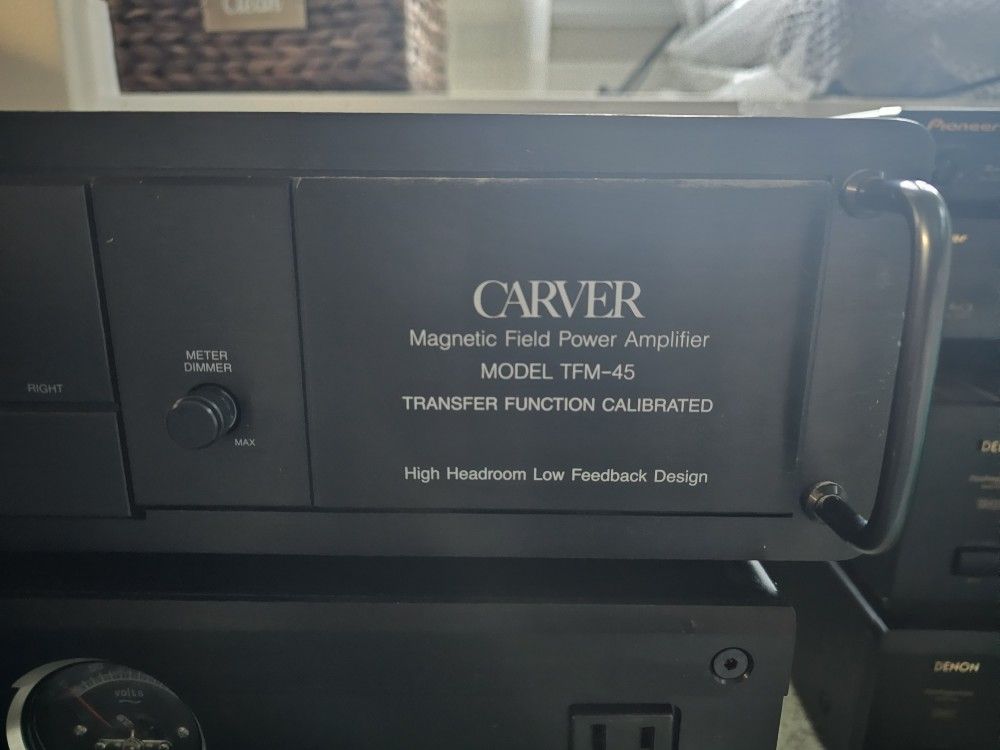 Pioneer
CARVER
Magnetic Field Power Amplifier
MODEL TFM-45
TRANSFER FUNCTION CALIBRATED
High Headroom Low Feedback Design
METER
DIMMER
MAX
RIGHT
DENON
volts